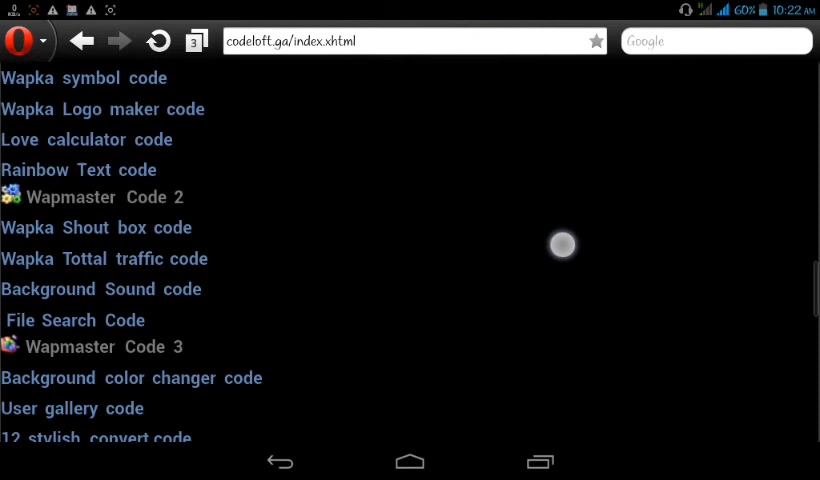 0
KB/s
60% 10:22 AM
3
codeloft.ga/index.xhtml
Google
Wapka symbol code
Wapka Logo maker code
Love calculator code
Rainbow Text code
Wapmaster Code 2
Wapka Shout box code
Wapka Tottal traffic code
Background Sound code
File Search Code
Wapmaster Code 3
Background color changer code
User gallery code
12 stylish convert code